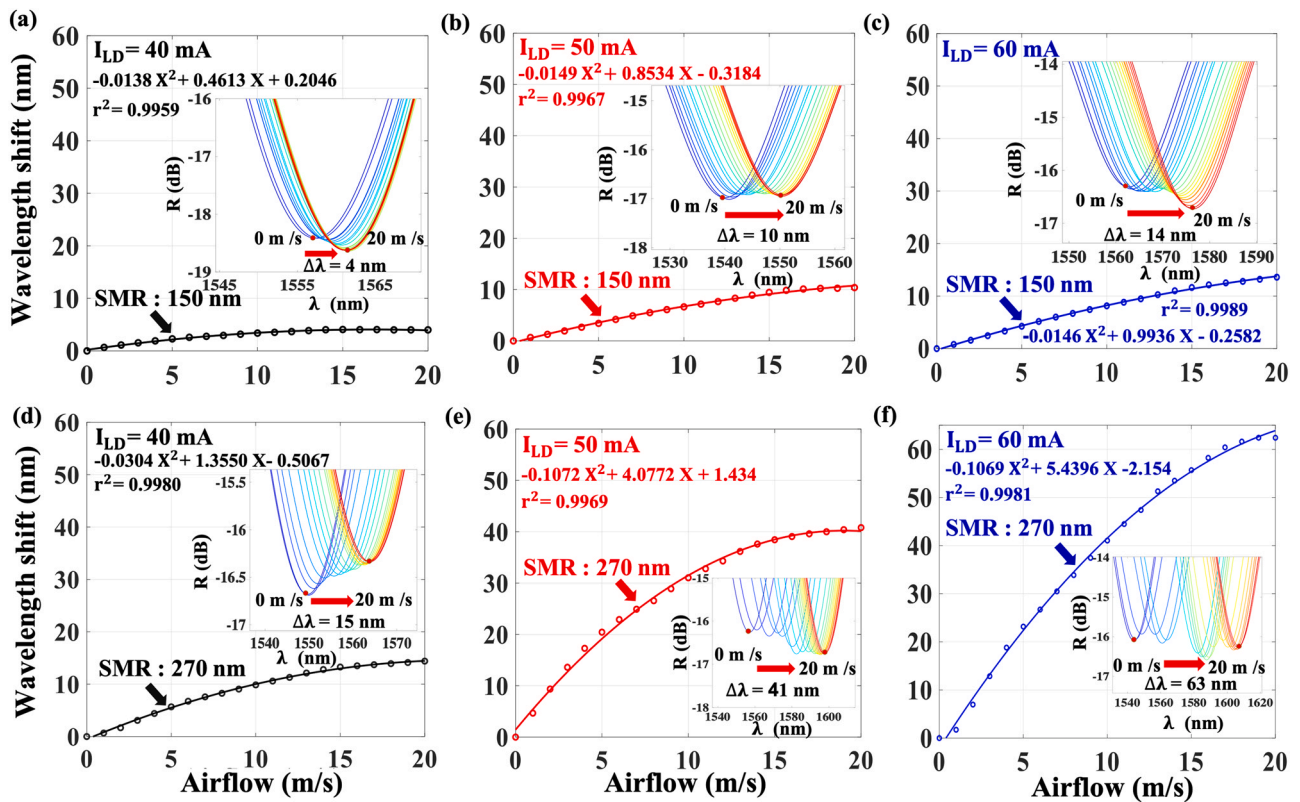 (a)
Wavelength shift (nm)
60
50
40
30
20
10
0
I_LD = 40 mA
-0.0138 X² + 0.4613 X + 0.2046
r² = 0.9959
R (dB)
-16
-17
-18
-19
0 m /s
20 m /s
Δλ = 4 nm
1545
1555
1565
λ (nm)
SMR : 150 nm
0
5
10
15
20
(b)
60
50
40
30
20
10
0
I_LD = 50 mA
-0.0149 X² + 0.8534 X - 0.3184
r² = 0.9967
R (dB)
-15
-16
-17
-18
0 m /s
20 m /s
Δλ = 10 nm
1530
1540
1550
1560
λ (nm)
SMR : 150 nm
0
5
10
15
20
(c)
60
50
40
30
20
10
0
I_LD = 60 mA
R (dB)
-14
-15
-16
-17
0 m /s
20 m /s
Δλ = 14 nm
1550
1560
1570
1580
1590
λ (nm)
SMR : 150 nm
r² = 0.9989
-0.0146 X² + 0.9936 X - 0.2582
0
5
10
15
20
(d)
Wavelength shift (nm)
60
50
40
30
20
10
0
I_LD = 40 mA
-0.0304 X² + 1.3550 X - 0.5067
r² = 0.9980
R (dB)
-15.5
-16
-16.5
-17
0 m /s
20 m /s
Δλ = 15 nm
1540
1550
1560
1570
λ (nm)
SMR : 270 nm
0
5
10
15
20
Airflow (m/s)
(e)
60
50
40
30
20
10
0
I_LD = 50 mA
-0.1072 X² + 4.0772 X + 1.434
r² = 0.9969
SMR : 270 nm
R (dB)
-15
-16
-17
-18
0 m /s
20 m /s
Δλ = 41 nm
1540
1560
1580
1600
λ (nm)
0
5
10
15
20
Airflow (m/s)
(f)
60
50
40
30
20
10
0
I_LD = 60 mA
-0.1069 X² + 5.4396 X -2.154
r² = 0.9981
SMR : 270 nm
R (dB)
-14
-15
-16
-17
0 m /s
20 m /s
Δλ = 63 nm
1540
1560
1580
1600
1620
λ (nm)
0
5
10
15
20
Airflow (m/s)